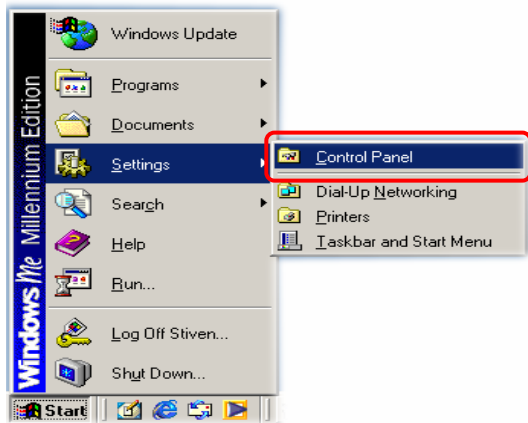 Windows Update
Programs
Documents
Settings
Search
Help
Run...
Log Off Stiven...
Shut Down...
Control Panel
Dial-Up Networking
Printers
Taskbar and Start Menu
Windows Me Millennium Edition
Start